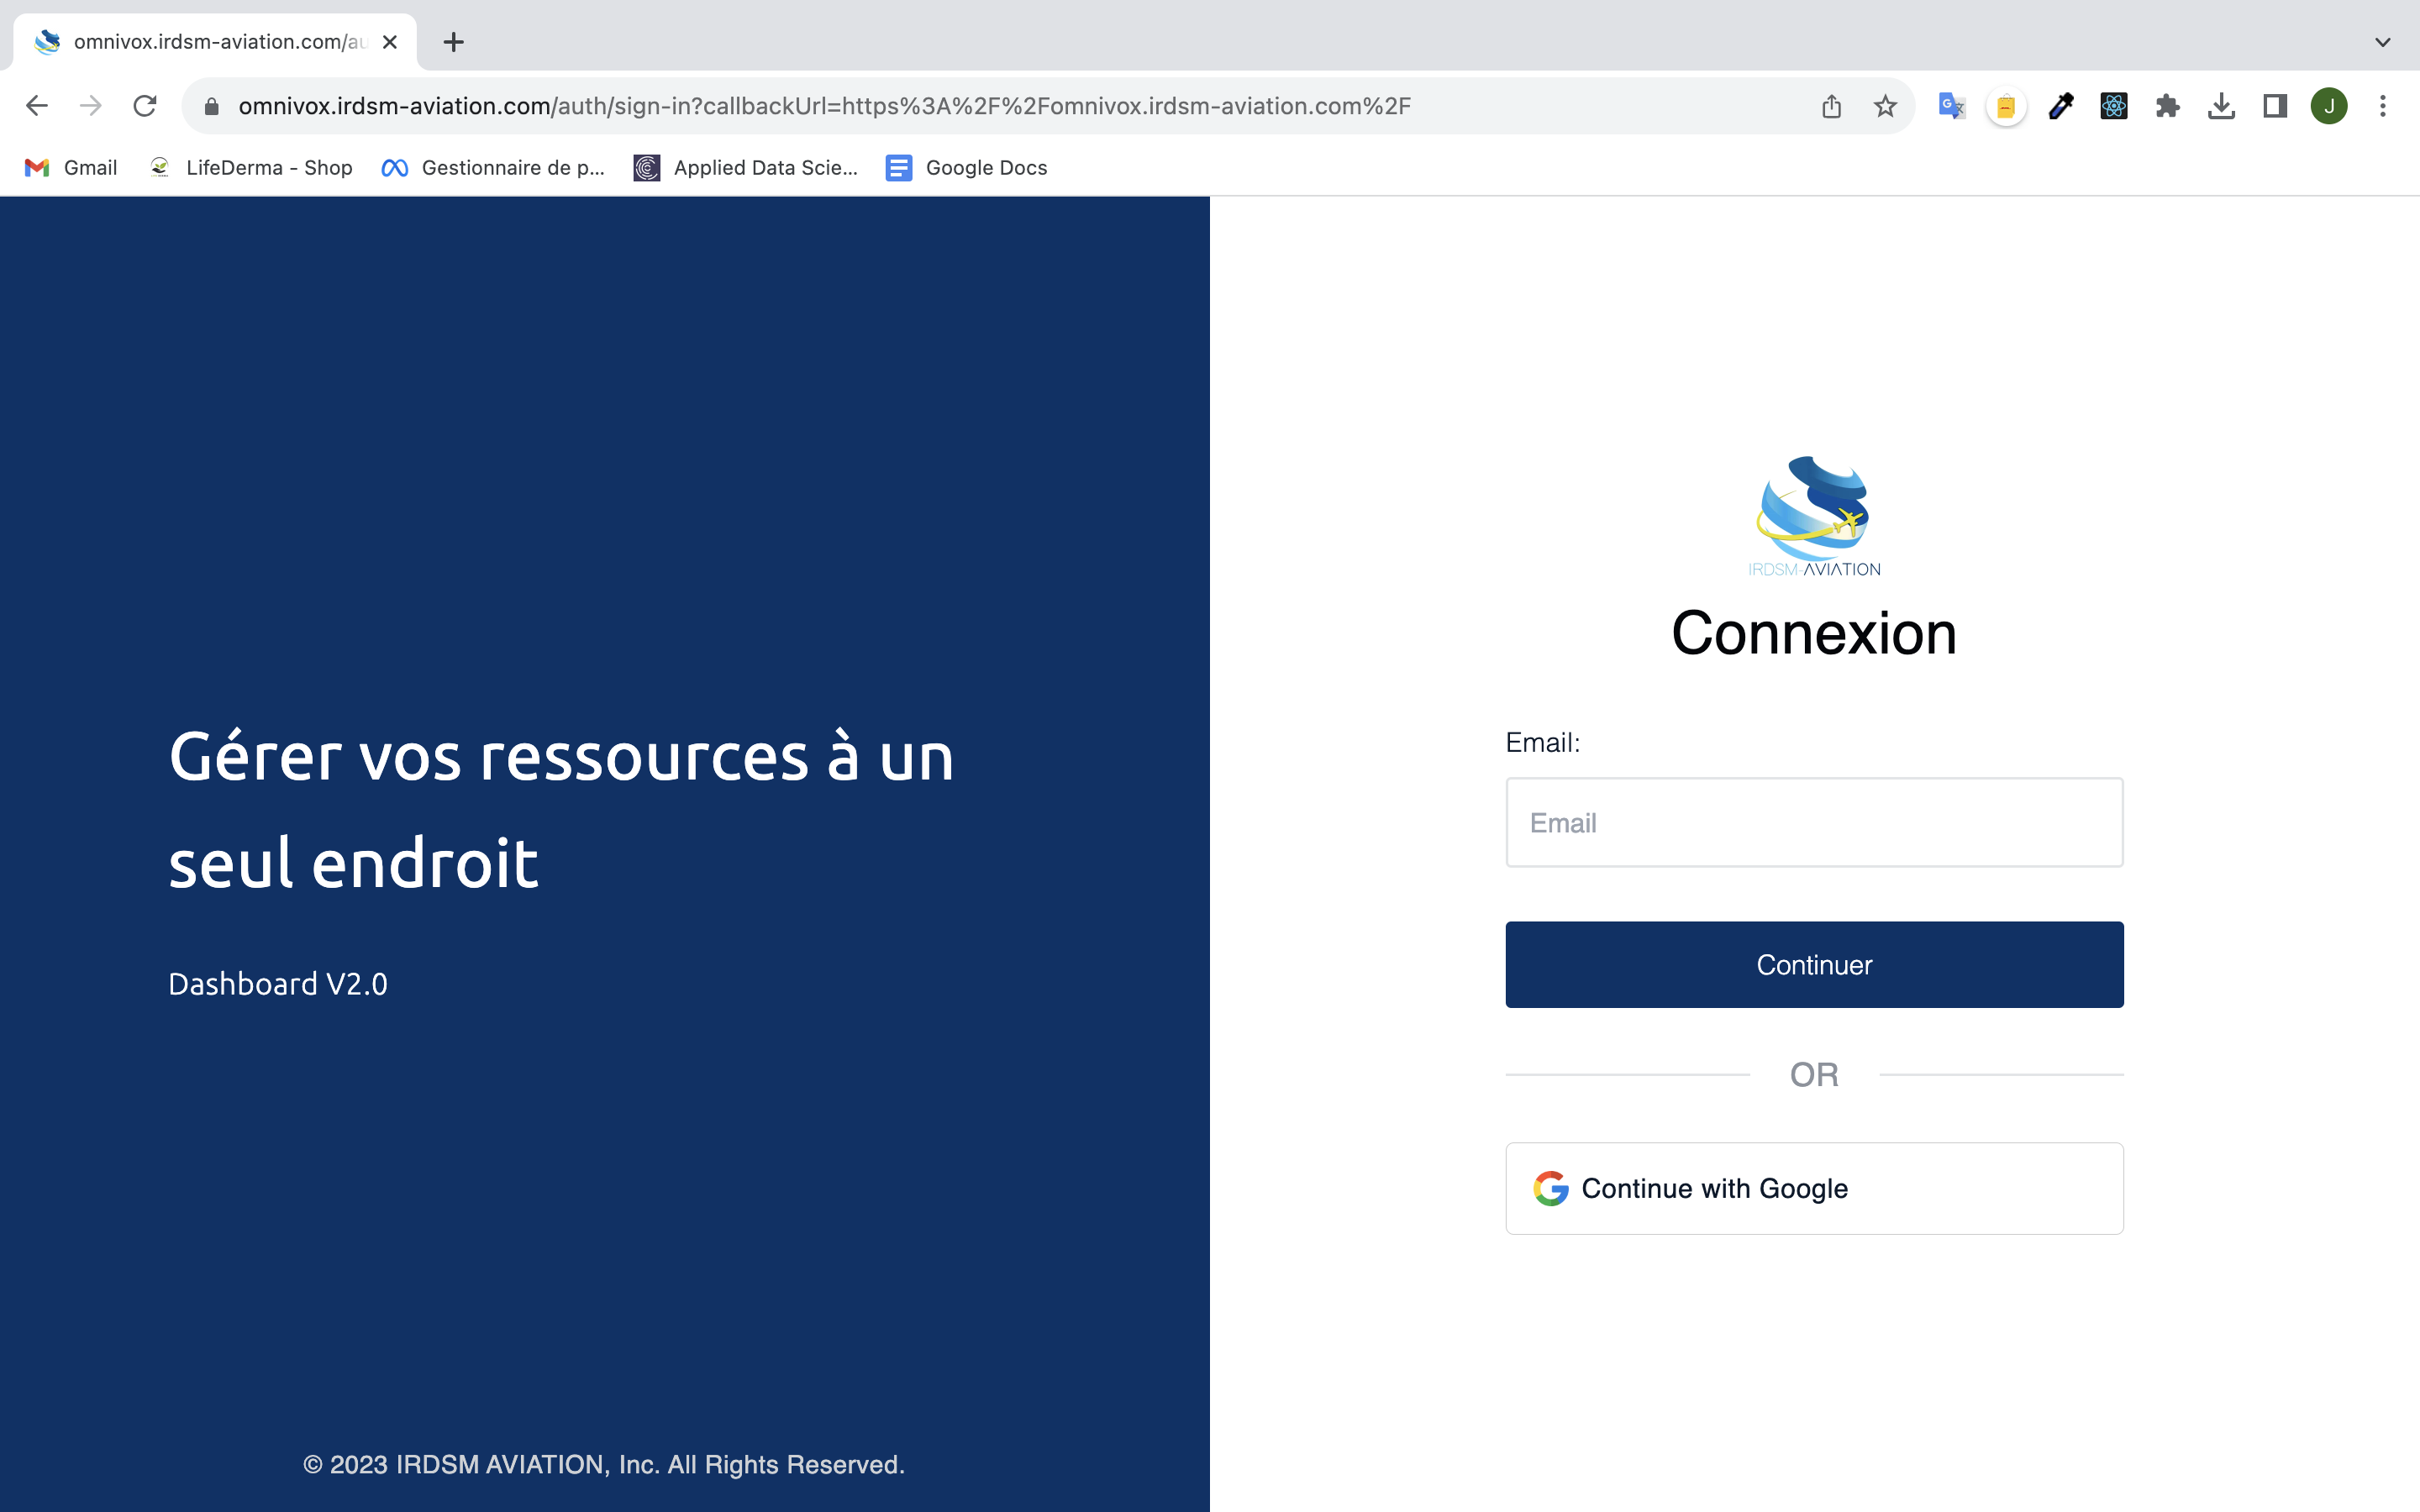 omnivox.irdsm-aviation.com/au
omnivox.irdsm-aviation.com/auth/sign-in?callbackUrl=https%3A%2F%2Fomnivox.irdsm-aviation.com%2F
J
Gmail
LifeDerma - Shop
Gestionnaire de p...
Applied Data Scie...
Google Docs
Gérer vos ressources à un
seul endroit
Dashboard V2.0
© 2023 IRDSM AVIATION, Inc. All Rights Reserved.
IRDSM-AVIATION
Connexion
Email:
Email
Continuer
OR
Continue with Google